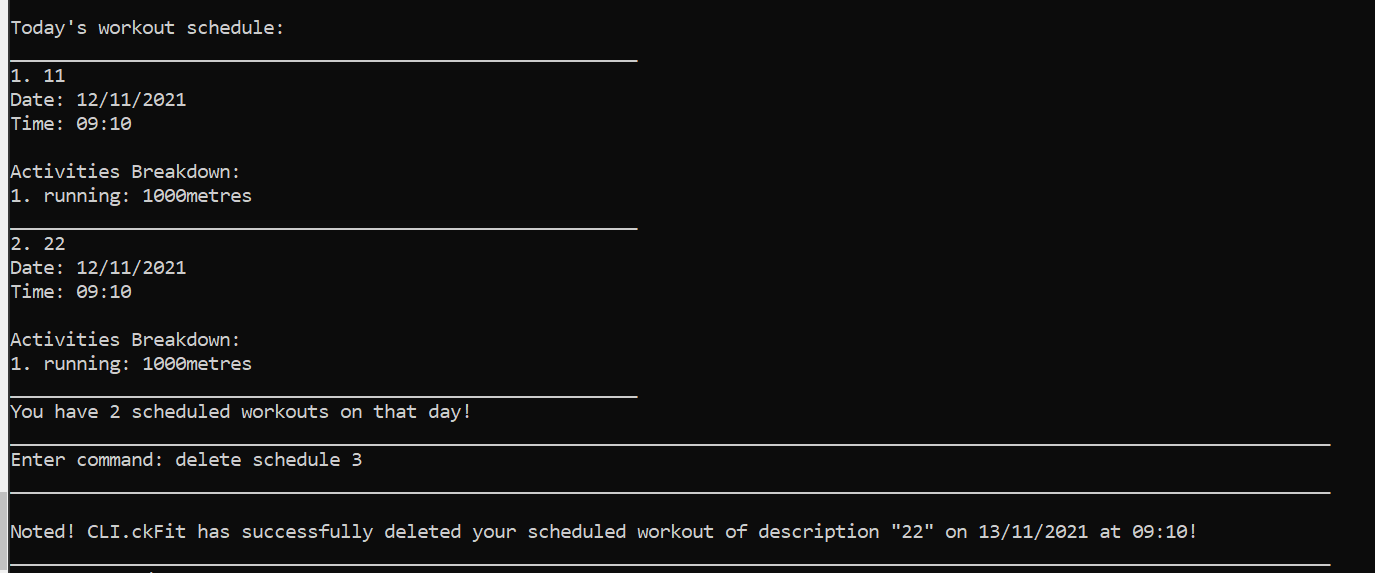 Today's workout schedule:
1. 11
Date: 12/11/2021
Time: 09:10
Activities Breakdown:
1. running: 1000metres
2. 22
Date: 12/11/2021
Time: 09:10
Activities Breakdown:
1. running: 1000metres
You have 2 scheduled workouts on that day!
Enter command: delete schedule 3
Noted! CLI.ckFit has successfully deleted your scheduled workout of description "22" on 13/11/2021 at 09:10!